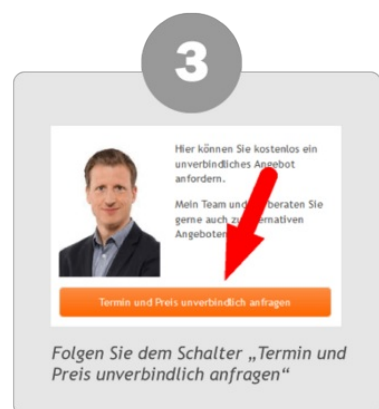 3
Hier können Sie kostenlos ein
unverbindliches Angebot
anfordern.
Mein Team und beraten Sie
gerne auch zu
Angeboten
Termin und Preis unverbindlich anfragen
Folgen Sie dem Schalter „Termin und
Preis unverbindlich anfragen“